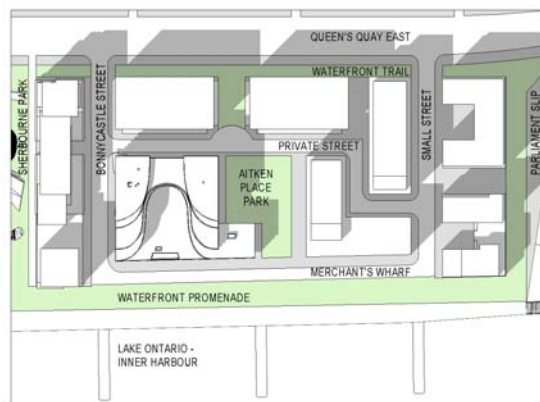 QUEEN'S QUAY EAST
WATERFRONT TRAIL
SHERBOURNE PARK
BONNYCASTLE STREET
SMALL STREET
PARLIAMENT SLIP
PRIVATE STREET
AITKEN
PLACE
PARK
MERCHANT'S WHARF
WATERFRONT PROMENADE
LAKE ONTARIO -
INNER HARBOUR